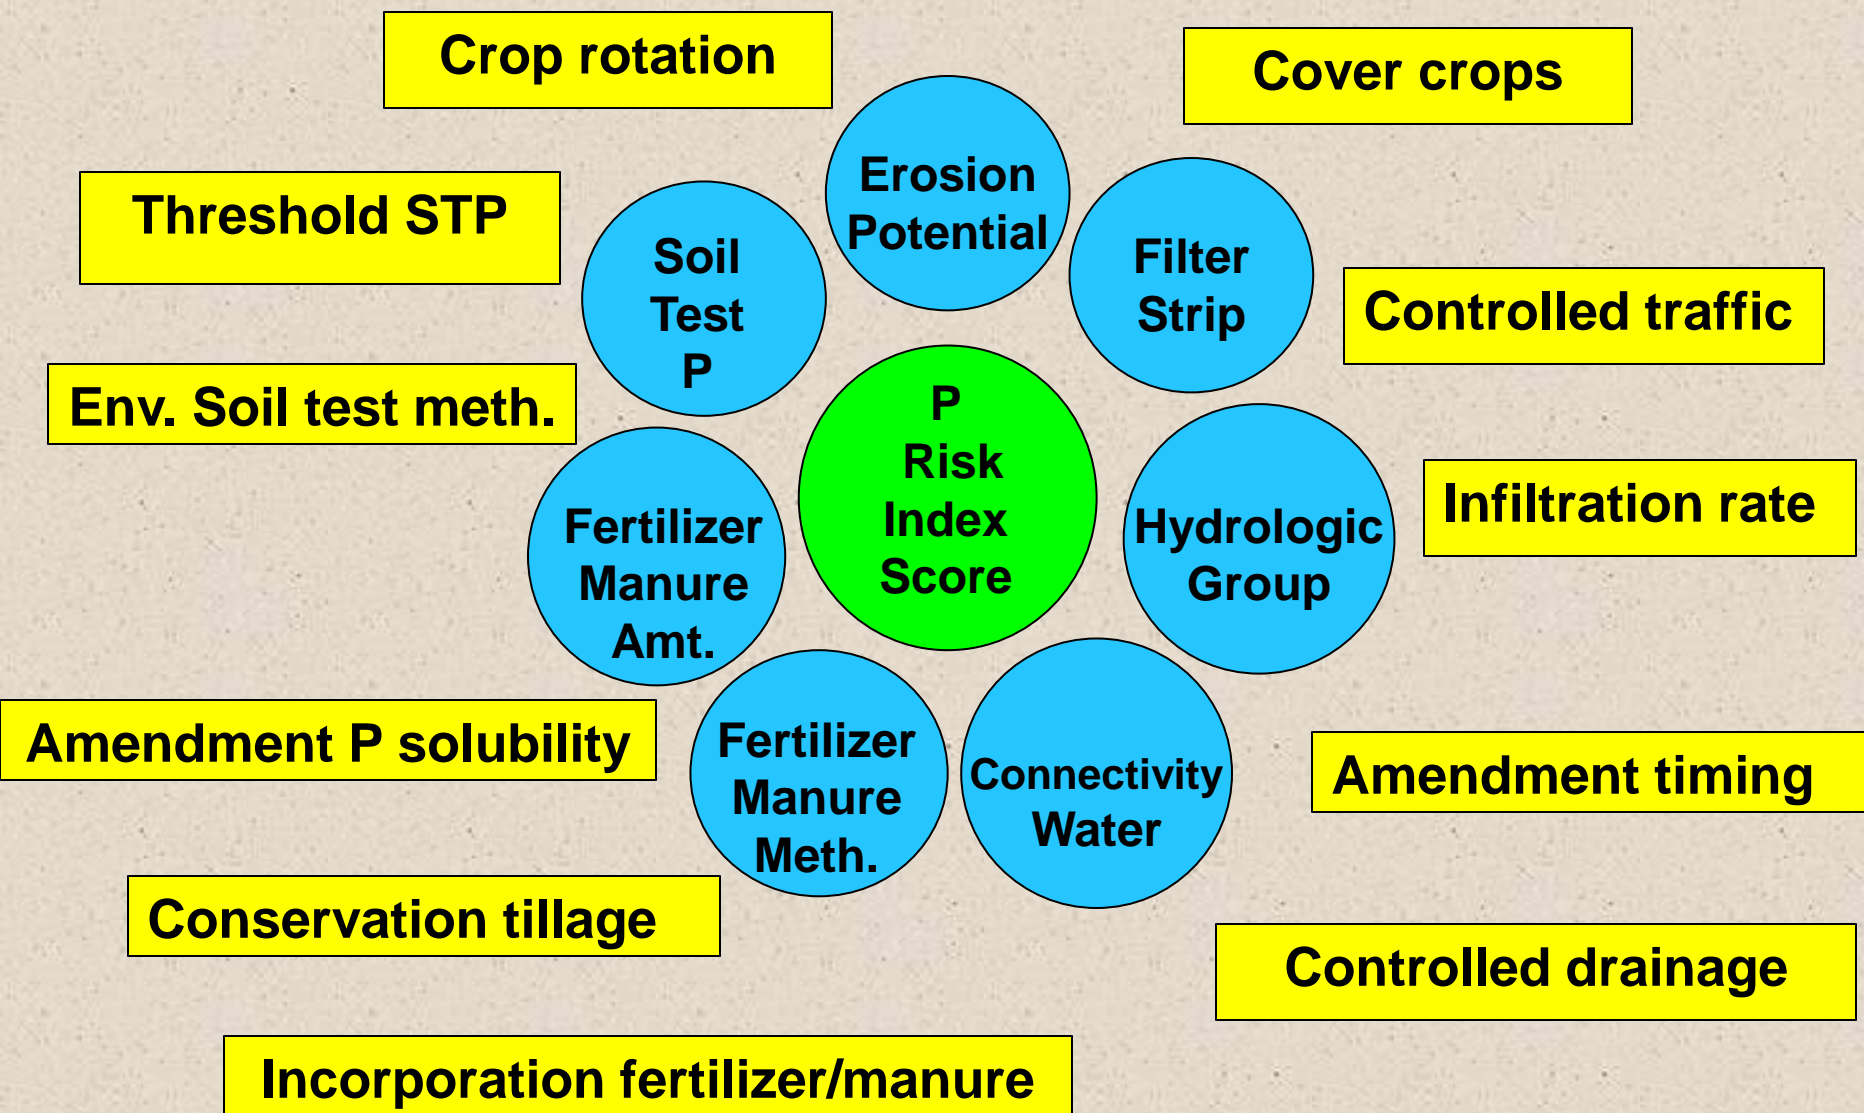 Crop rotation
Cover crops
Threshold STP
Erosion
Potential
Soil
Test
P
Filter
Strip
Controlled traffic
Env. Soil test meth.
P
Risk
Index
Score
Fertilizer
Manure
Amt.
Hydrologic
Group
Infiltration rate
Amendment P solubility
Fertilizer
Manure
Meth.
Connectivity
Water
Amendment timing
Conservation tillage
Controlled drainage
Incorporation fertilizer/manure